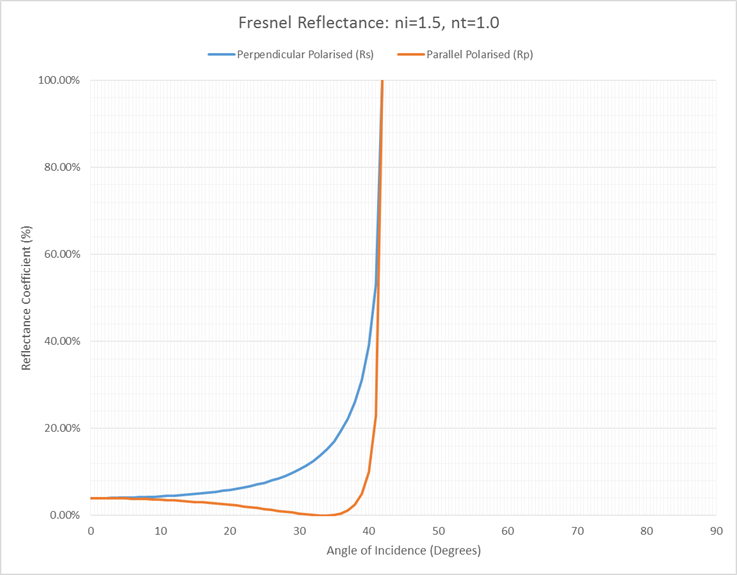 Fresnel Reflectance: ni=1.5, nt=1.0
Perpendicular Polarised (Rs) Parallel Polarised (Rp)
100.00%
80.00%
60.00%
40.00%
20.00%
0.00%
Reflectance Coefficient (%)
0 10 20 30 40 50 60 70 80 90
Angle of Incidence (Degrees)